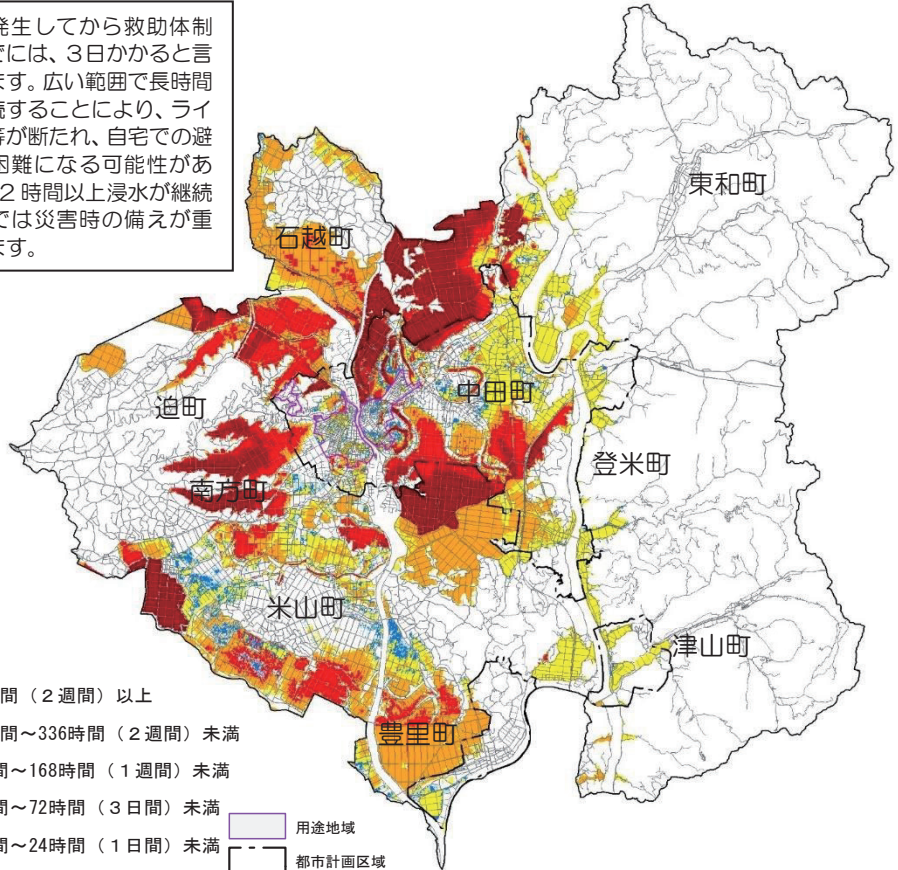 発生してから救助体制
では、３日かかると言
ます。広い範囲で長時間
続することにより、ライ
等が断たれ、自宅での避
困難になる可能性があ
２時間以上浸水が継続
では災害時の備えが重
ます。
東和町
石越町
中田町
迫町
登米町
南方町
米山町
津山町
豊里町
間（２週間）以上
間～336時間（２週間）未満
間～168時間（１週間）未満
間～72時間（３日間）未満
間～24時間（１日間）未満
用途地域
都市計画区域